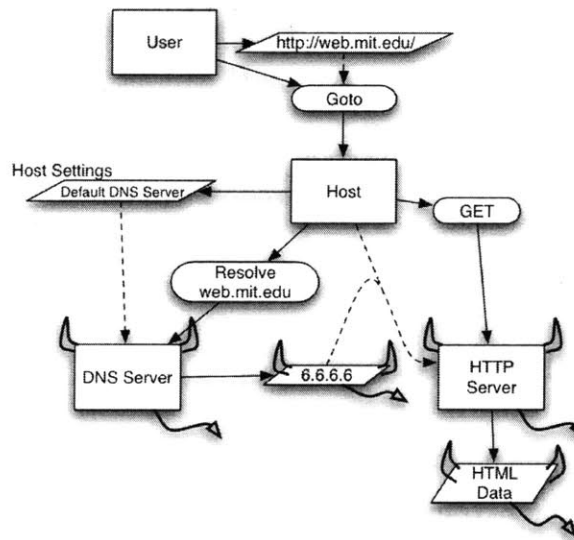 User
http://web.mit.edu/
Goto
Host Settings
Default DNS Server
Host
GET
Resolve
web.mit.edu
DNS Server
6.6.6.6
HTTP
Server
HTML
Data